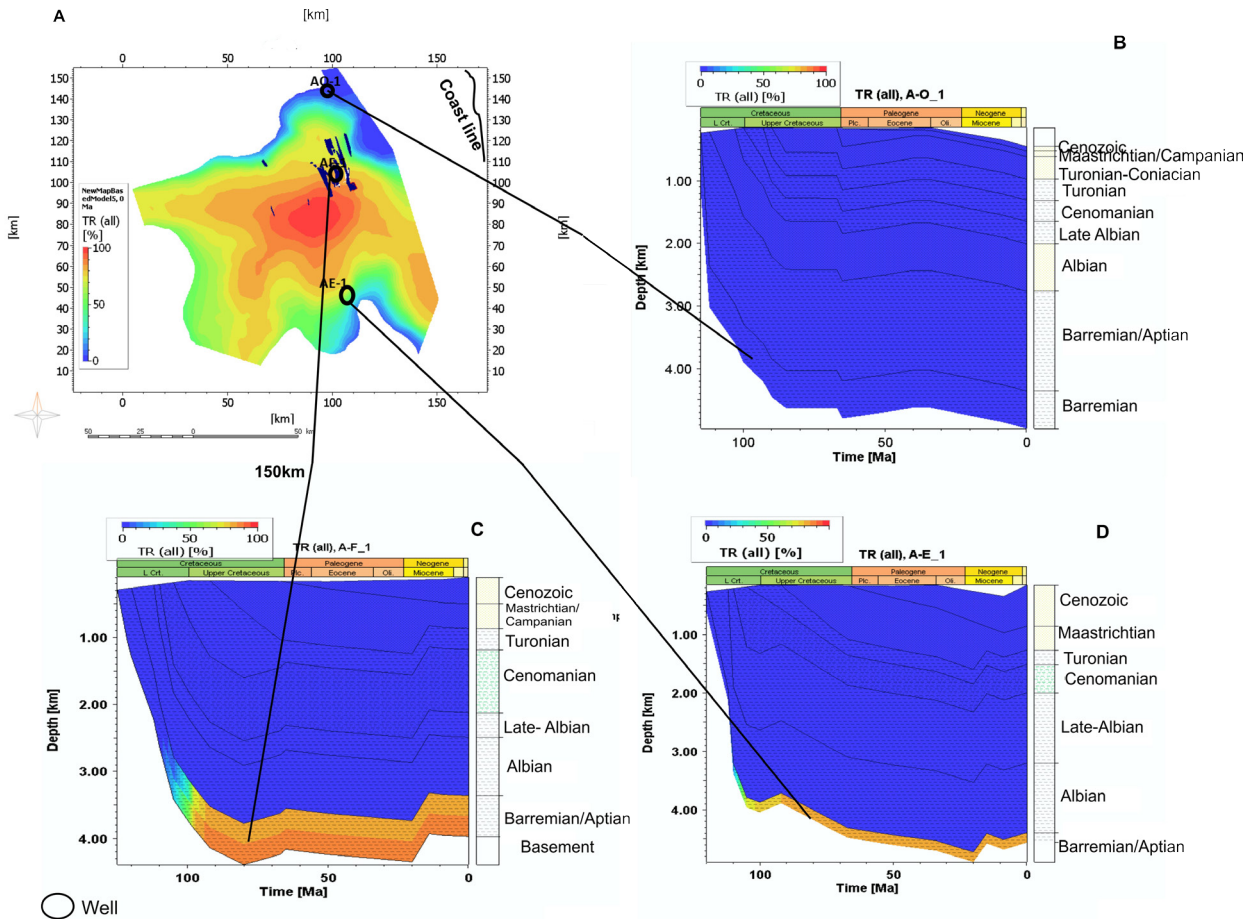 A
[km]
0
50
100
150
150
140
130
120
110
100
90
80
70
60
50
40
30
20
10
[km]
150
140
130
120
110
100
90
80
70
60
50
40
30
20
10
[km]
AO-1
AE-1
Coast line
NewMapBas
edModel5, 0
Ma
TR (all)
[%]
100
50
0
0
50
100
150
[km]
50
25
0
50 km
150km
B
0 50 100
TR (all) [%]
TR (all), A-O_1
Cretaceous Paleogene Neogene
L Crt. Upper Cretaceous Plc. Eocene Oli. Miocene
Depth [km]
1.00
2.00
3.00
4.00
100 50 0
Time [Ma]
Cenozoic
Maastrichtian/Campanian
Turonian-Coniacian
Turonian
Cenomanian
Late Albian
Albian
Barremian/Aptian
Barremian
C
0 50 100
TR (all) [%]
TR (all), A-F_1
Cretaceous Paleogene Neogene
L Crt. Upper Cretaceous Plc. Eocene Oli. Miocene
Depth [km]
1.00
2.00
3.00
4.00
100 50 0
Time [Ma]
Cenozoic
Mastrichtian/
Campanian
Turonian
Cenomanian
Late- Albian
Albian
Barremian/Aptian
Basement
D
0 50
TR (all) [%]
TR (all), A-E_1
Cretaceous Paleogene Neogene
L Crt. Upper Cretaceous Plc. Eocene Oli. Miocene
Depth [km]
1.00
2.00
3.00
4.00
100 50 0
Time [Ma]
Cenozoic
Maastrichtian
Turonian
Cenomanian
Late-Albian
Albian
Barremian/Aptian
Well